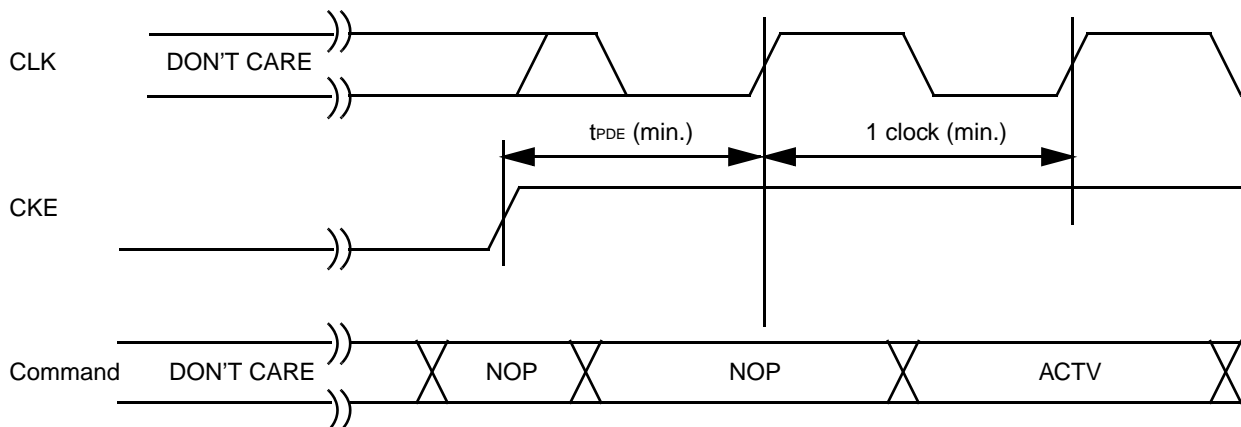 CLK DON'T CARE
tPDE (min.) 1 clock (min.)
CKE
Command DON'T CARE NOP NOP ACTV